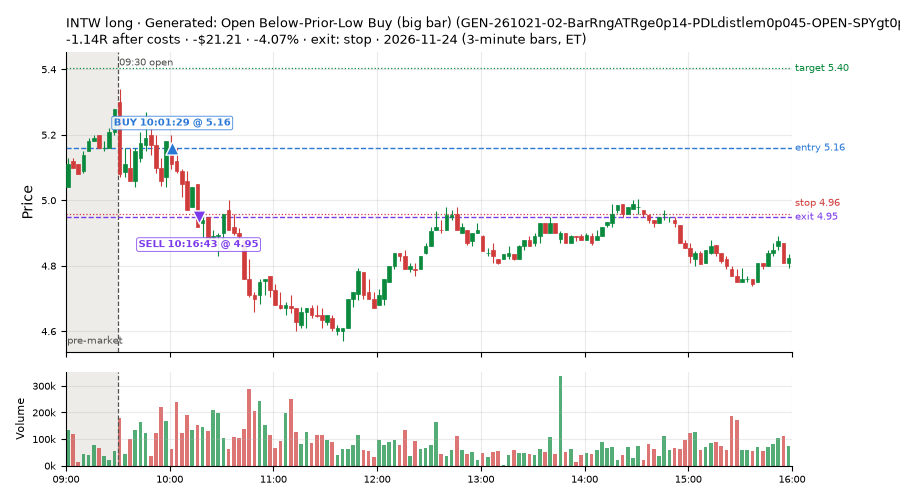 INTW long · Generated: Open Below-Prior-Low Buy (big bar) (GEN-261021-02-BarRngATRge0p14-PDLdistlem0p045-OPEN-SPYgt0p
-1.14R after costs · -$21.21 · -4.07% · exit: stop · 2026-11-24 (3-minute bars, ET)
5.4
5.2
5.0
4.8
4.6
Price
09:30 open
target 5.40
BUY 10:01:29 @ 5.16
entry 5.16
stop 4.96
exit 4.95
SELL 10:16:43 @ 4.95
pre-market
300k
200k
100k
0k
Volume
09:00
10:00
11:00
12:00
13:00
14:00
15:00
16:00